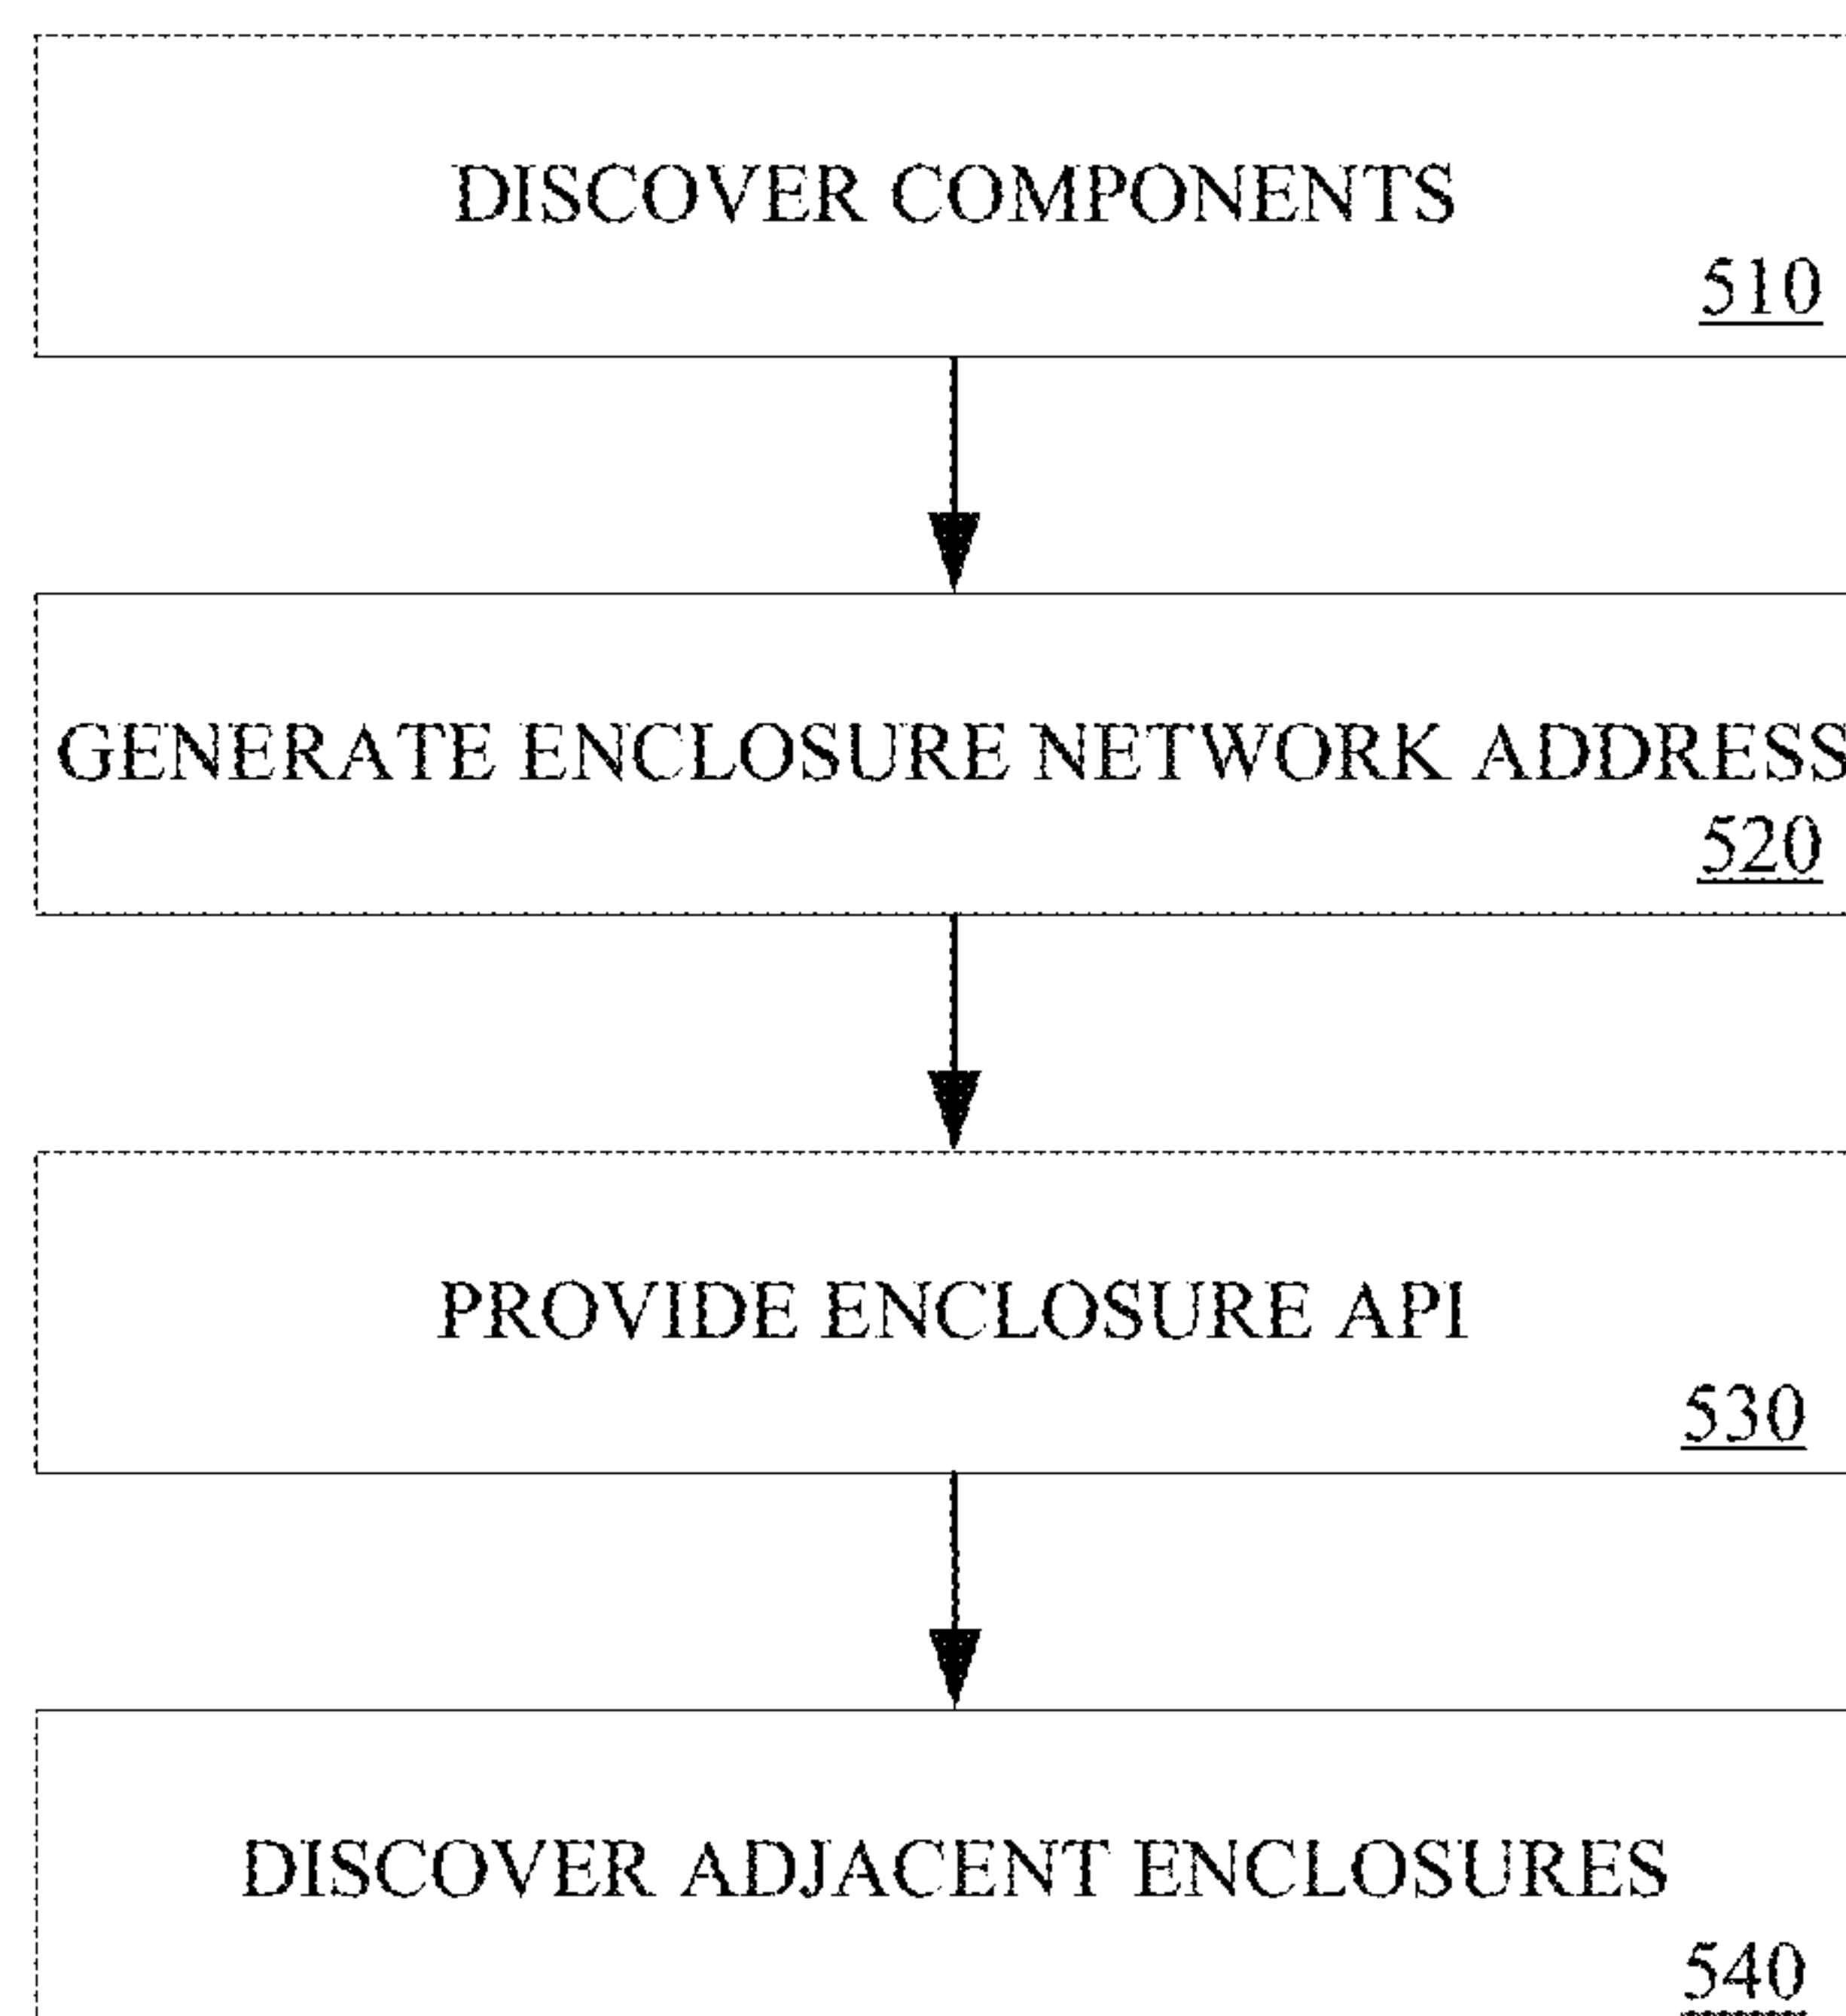 DISCOVER COMPONENTS
510
GENERATE ENCLOSURE NETWORK ADDRESS
520
PROVIDE ENCLOSURE API
530
DISCOVER ADJACENT ENCLOSURES
540